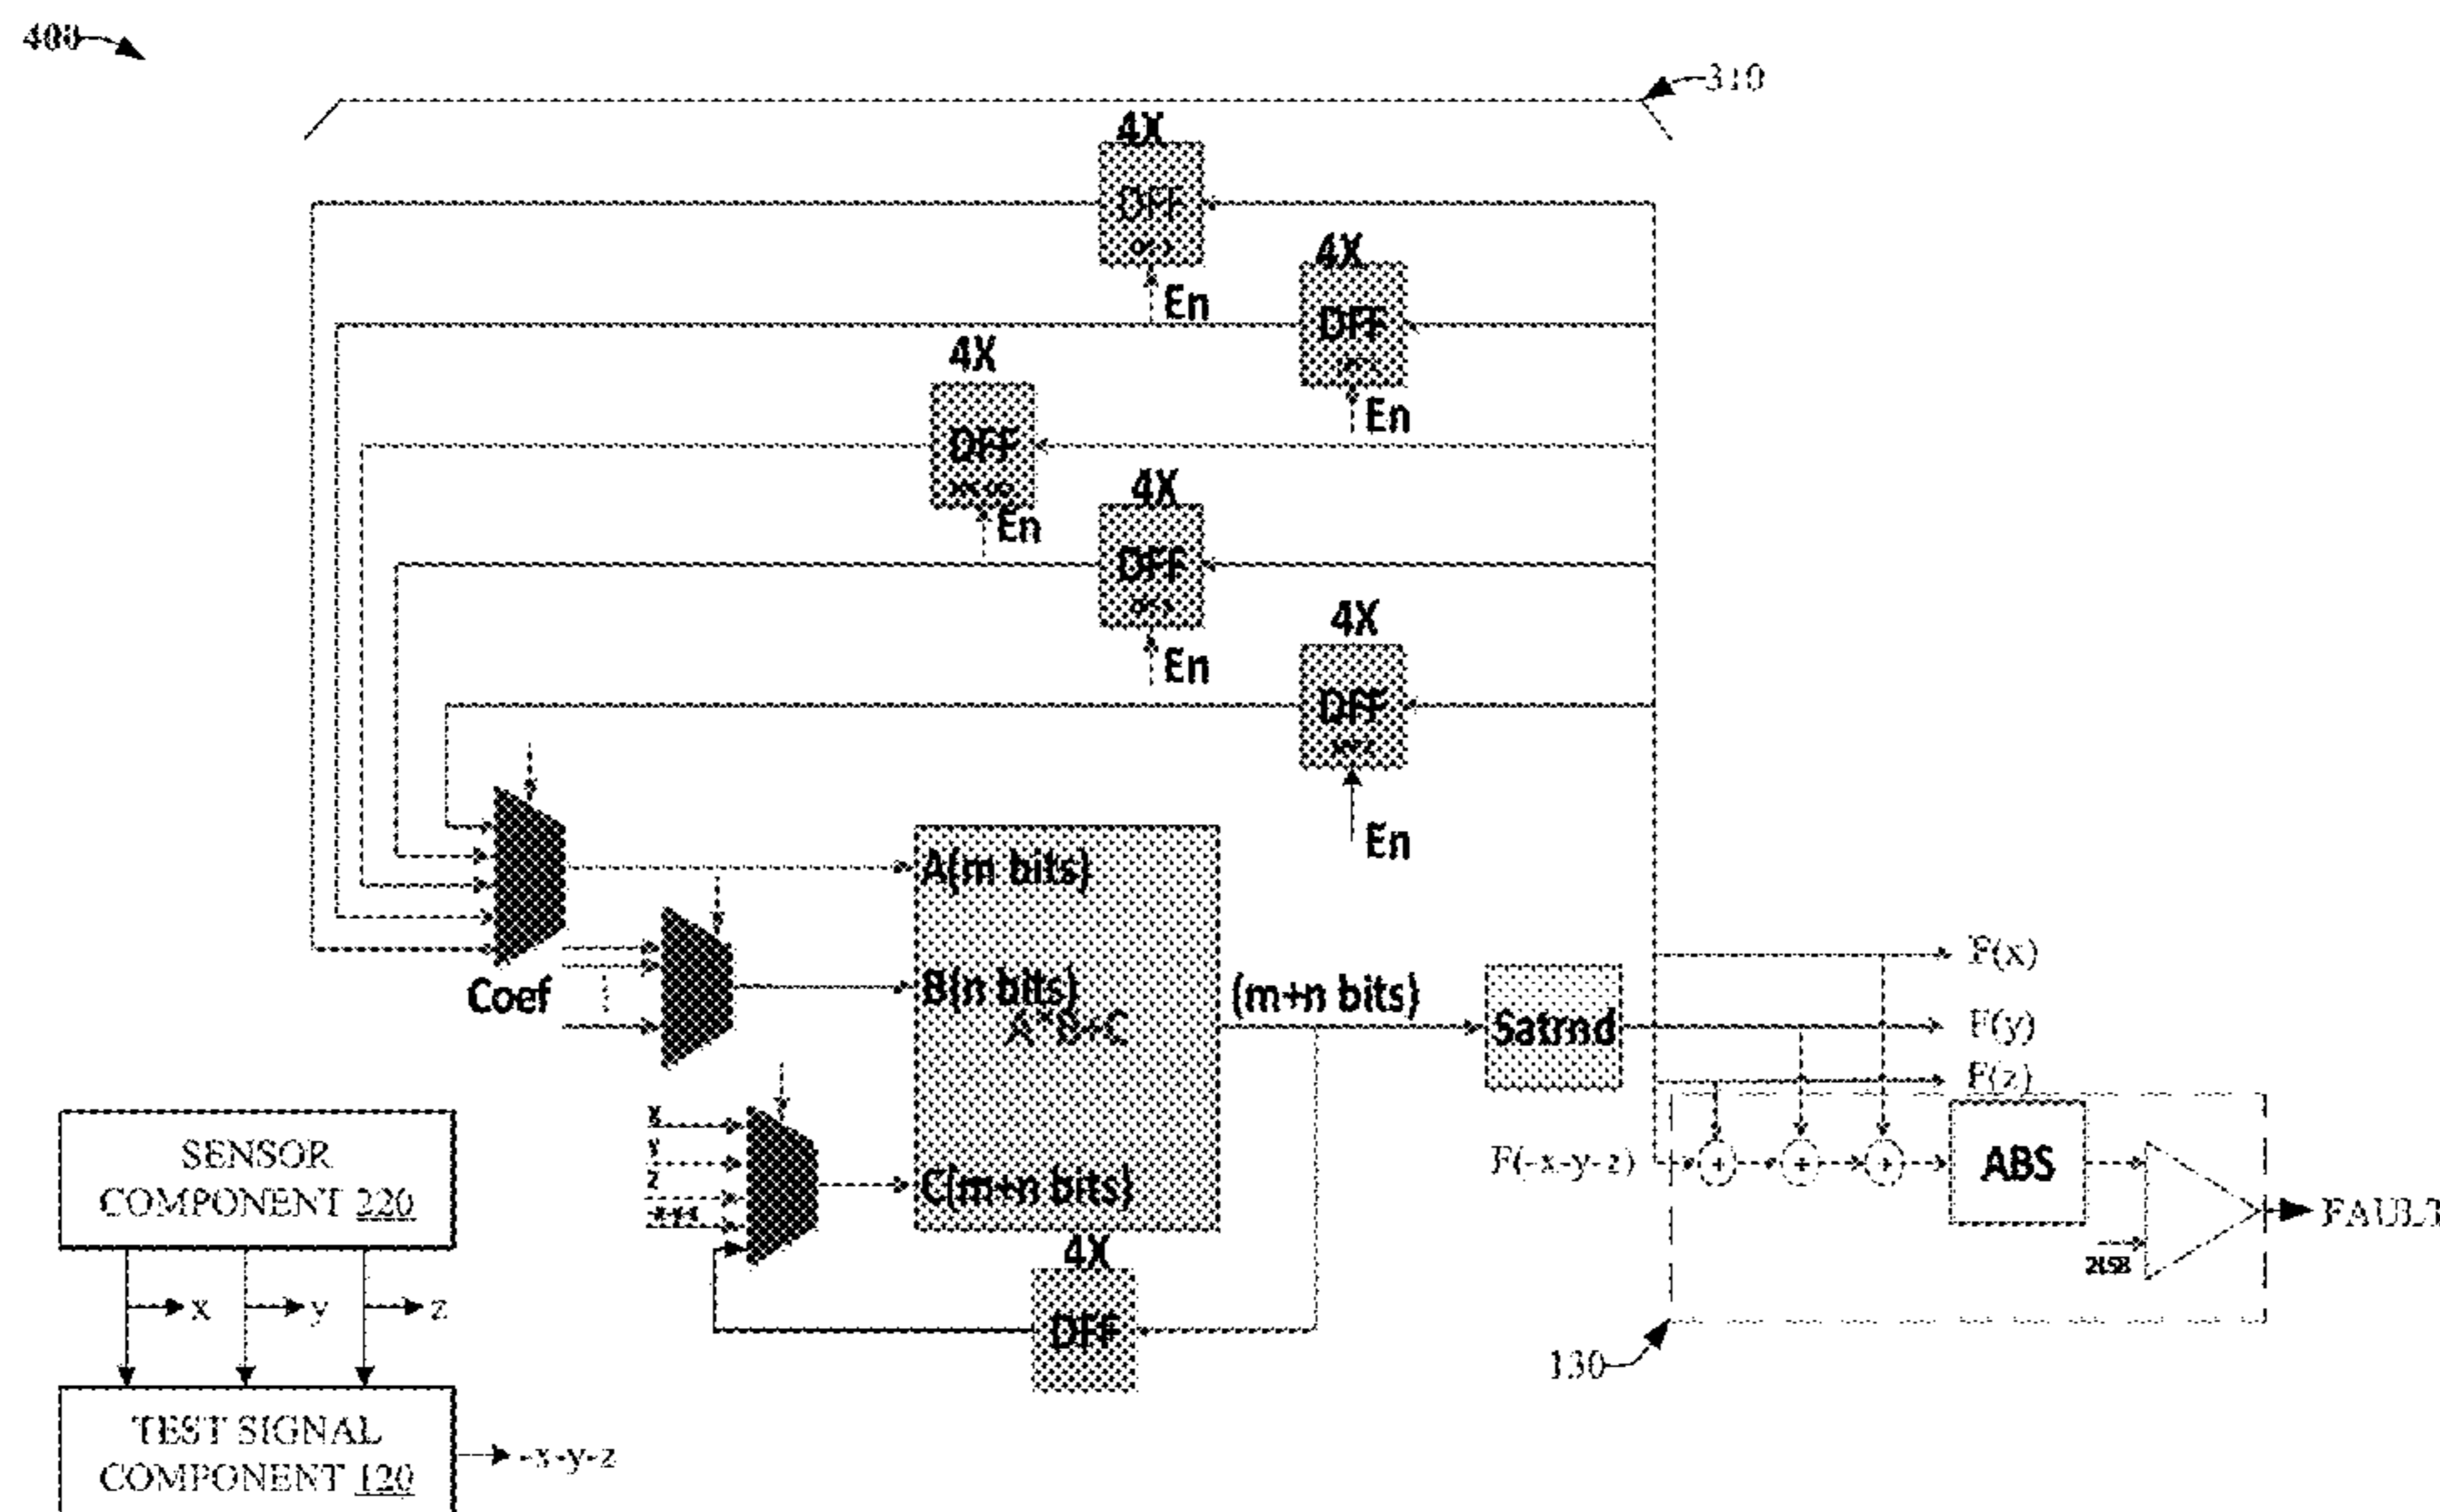 400
310
4X
DFF
En
4X
DFF
En
4X
DFF
En
4X
DFF
En
4X
DFF
En
A(m bits)
B(n bits)
A*B+C
C(m+n bits)
Coef
(m+n bits)
Satrnd
F(x)
F(y)
F(z)
x
y
z
-x-y-z
F(-x-y-z)
ABS
2LSB
FAULT
130
4X
DFF
SENSOR
COMPONENT 220
x
y
z
TEST SIGNAL
COMPONENT 120
-x-y-z